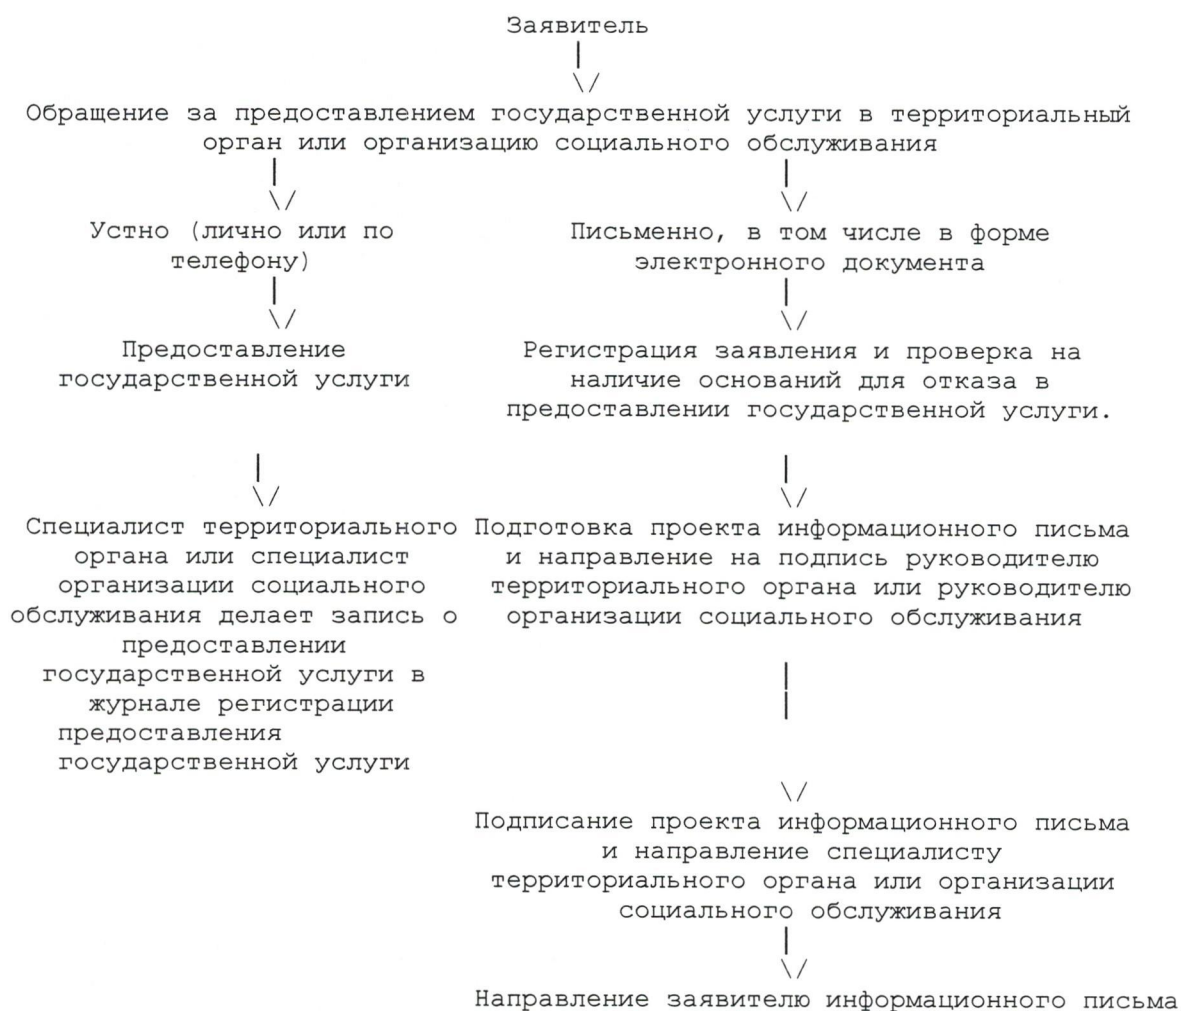 Заявитель
|
\/
Обращение за предоставлением государственной услуги в территориальный
орган или организацию социального обслуживания
| |
\/ \/
Устно (лично или по
телефону)
|
\/
Предоставление
государственной услуги
|
\/
Специалист территориального
органа или специалист
организации социального
обслуживания делает запись о
предоставлении
государственной услуги в
журнале регистрации
предоставления
государственной услуги
Письменно, в том числе в форме
электронного документа
|
\/
Регистрация заявления и проверка на
наличие оснований для отказа в
предоставлении государственной услуги.
|
\/
Подготовка проекта информационного письма
и направление на подпись руководителю
территориального органа или руководителю
организации социального обслуживания
|
|
\/
Подписание проекта информационного письма
и направление специалисту
территориального органа или организации
социального обслуживания
|
\/
Направление заявителю информационного письма